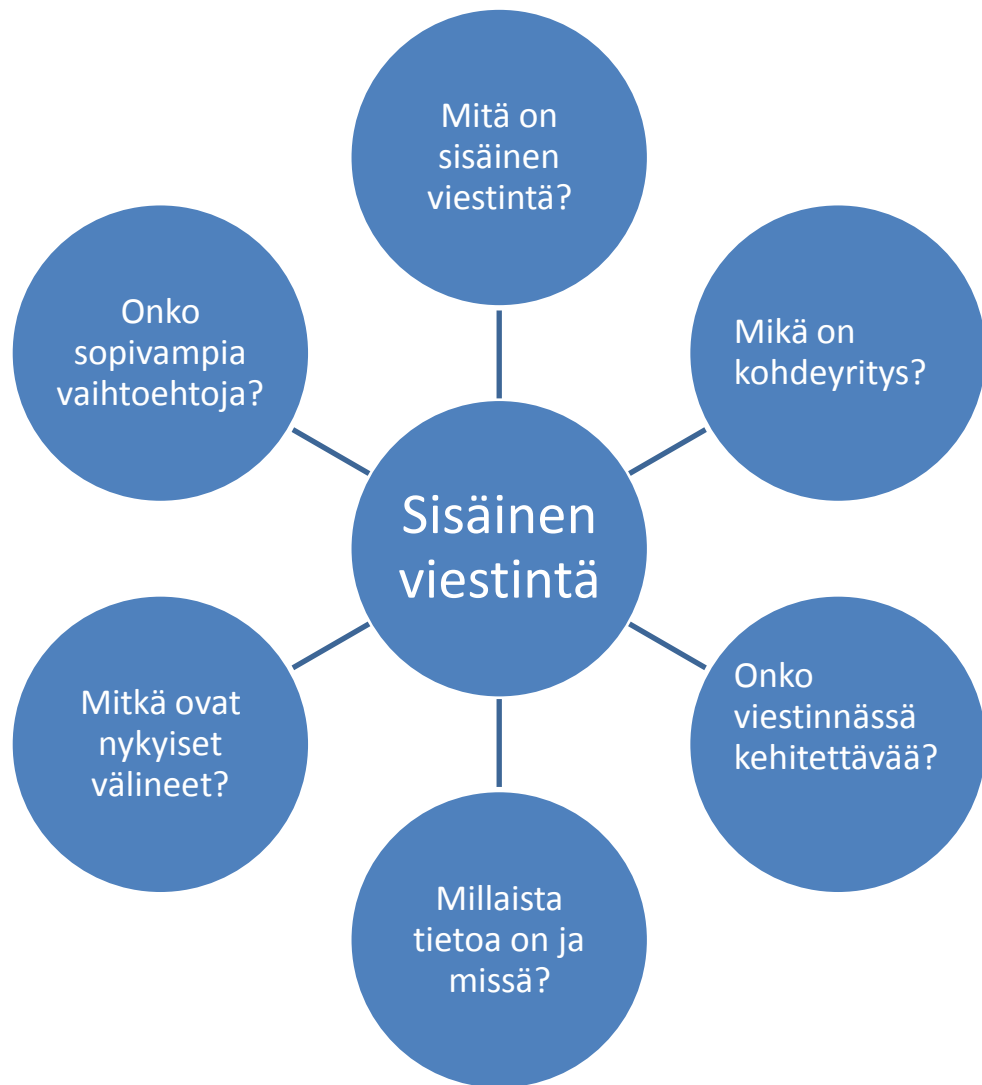 Mitä on
sisäinen
viestintä?
Onko
sopivampia
vaihtoehtoja?
Mikä on
kohdeyritys?
Sisäinen
viestintä
Mitkä ovat
nykyiset
välineet?
Onko
viestinnässä
kehitettävää?
Millaista
tietoa on ja
missä?